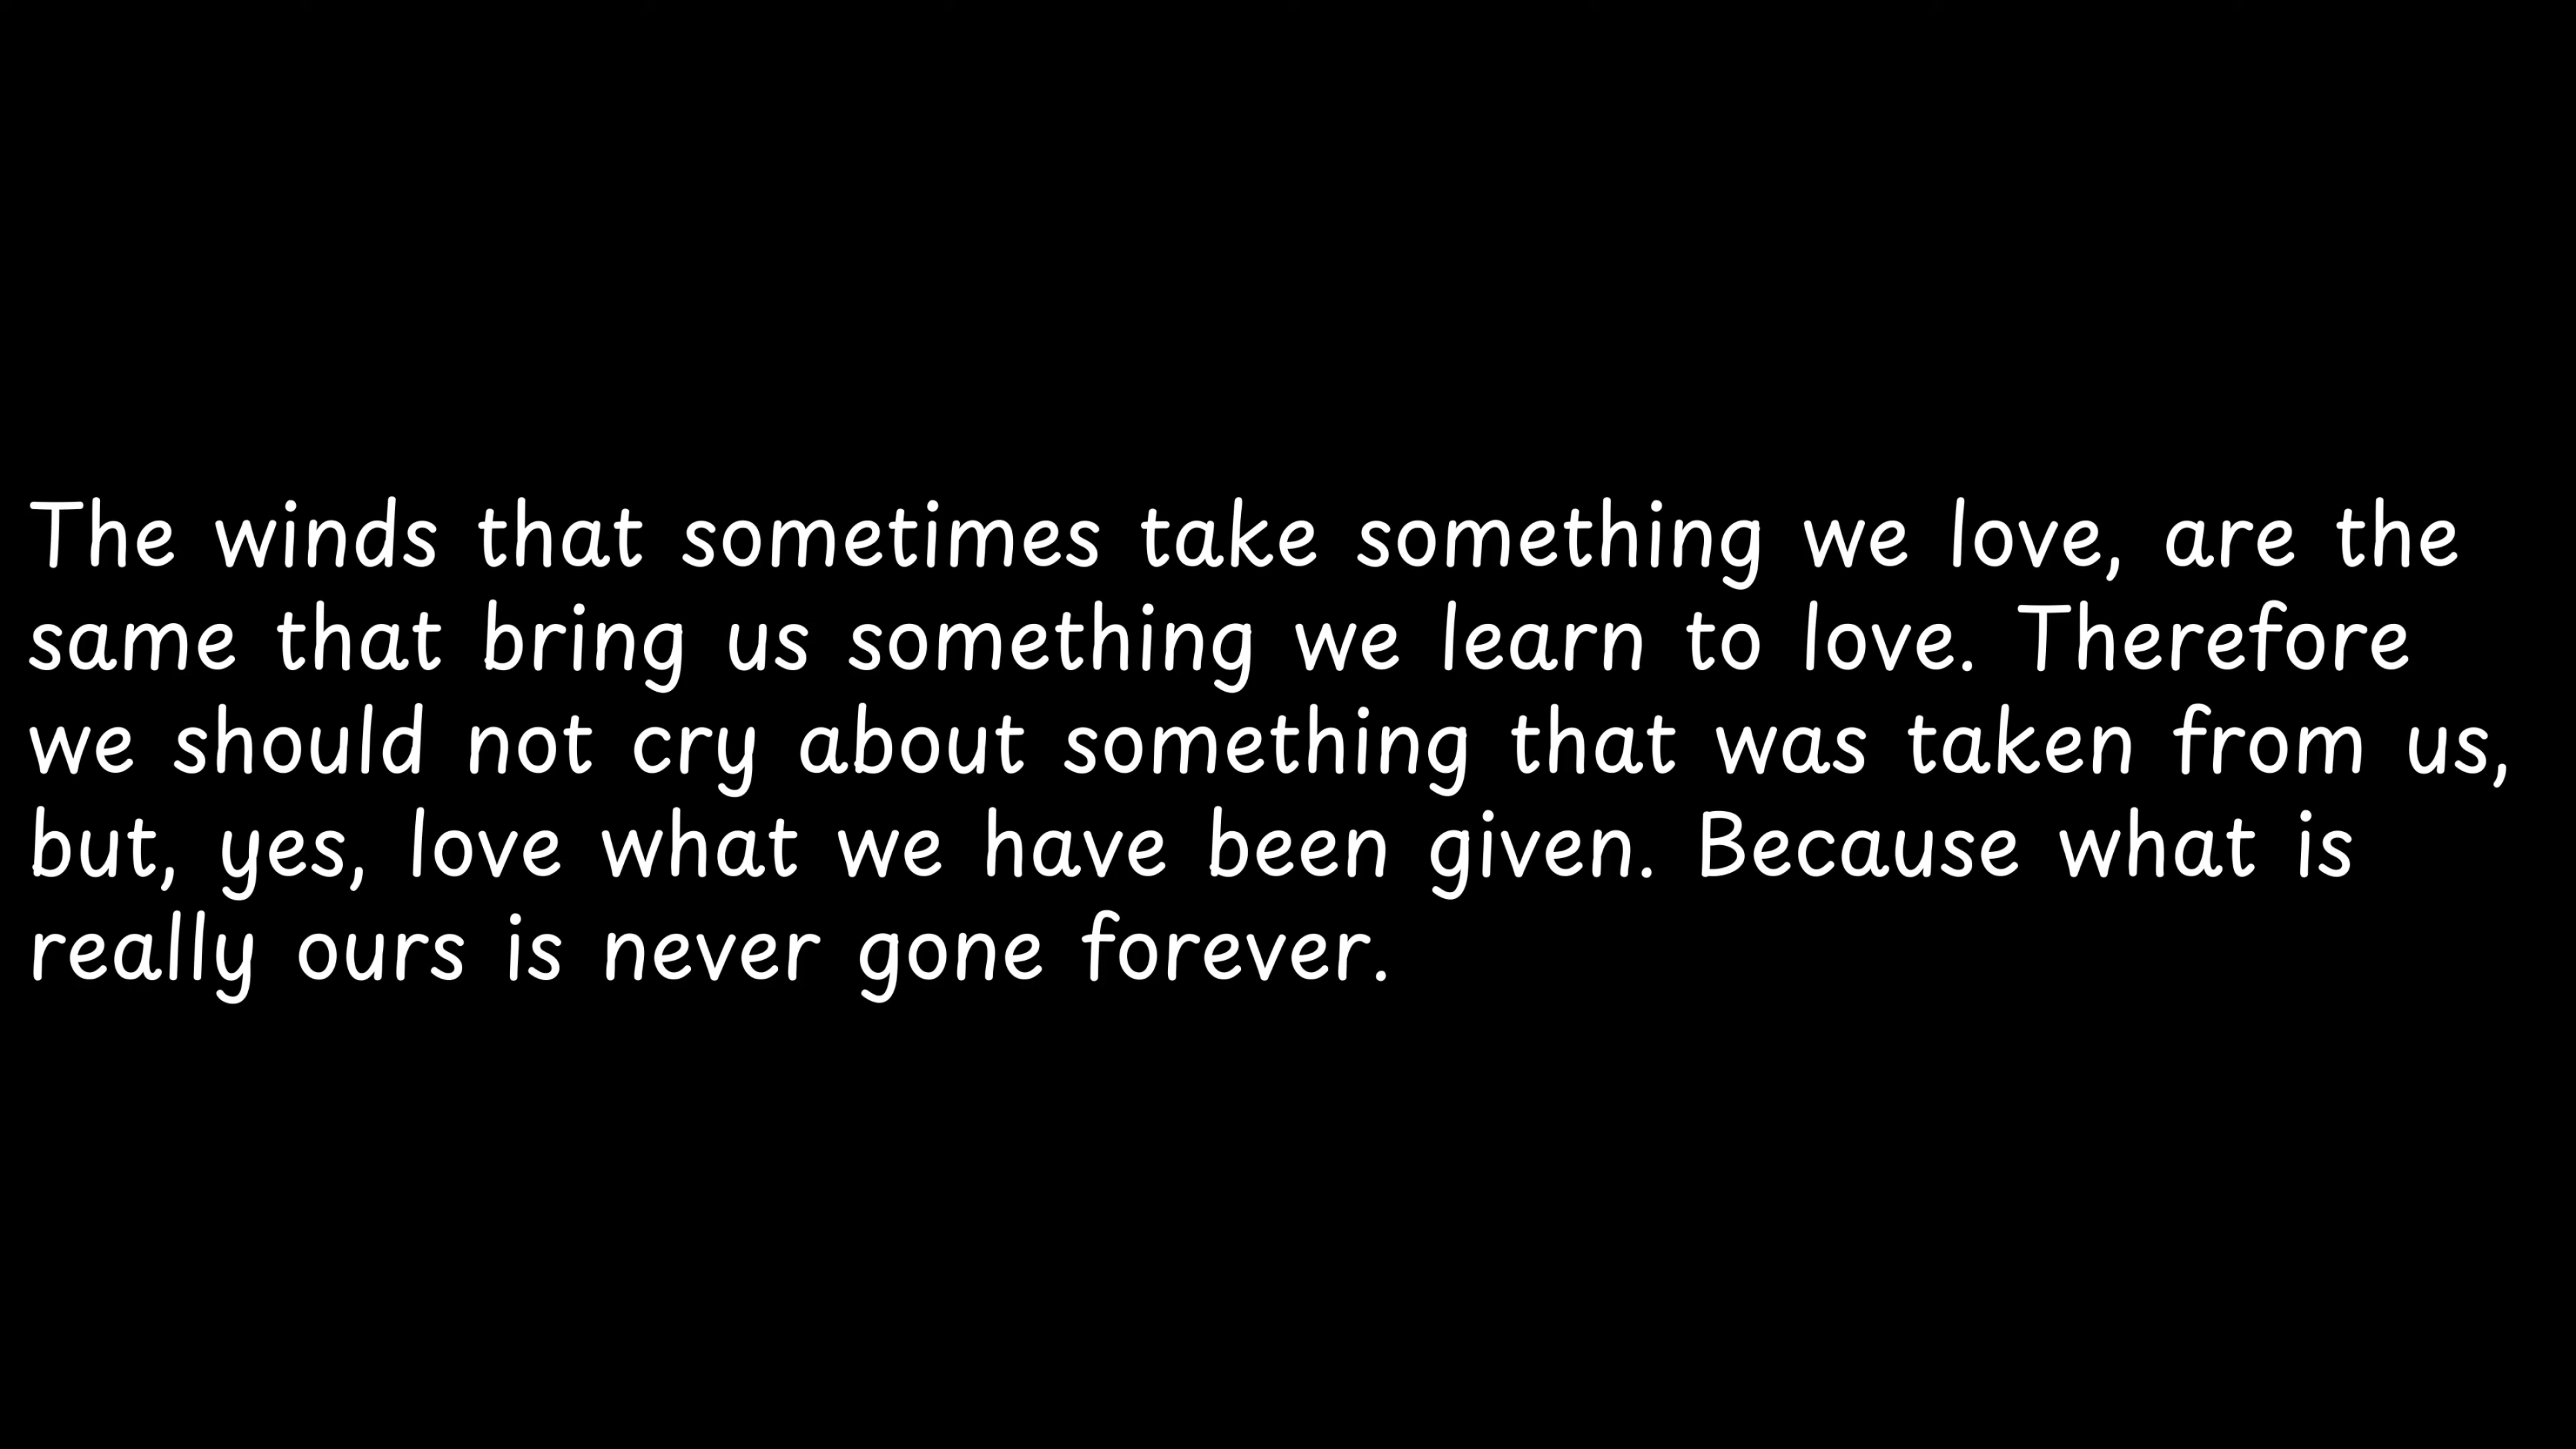 The winds that sometimes take something we love, are the
same that bring us something we learn to love. Therefore
we should not cry about something that was taken from us,
but, yes, love what we have been given. Because what is
really ours is never gone forever.